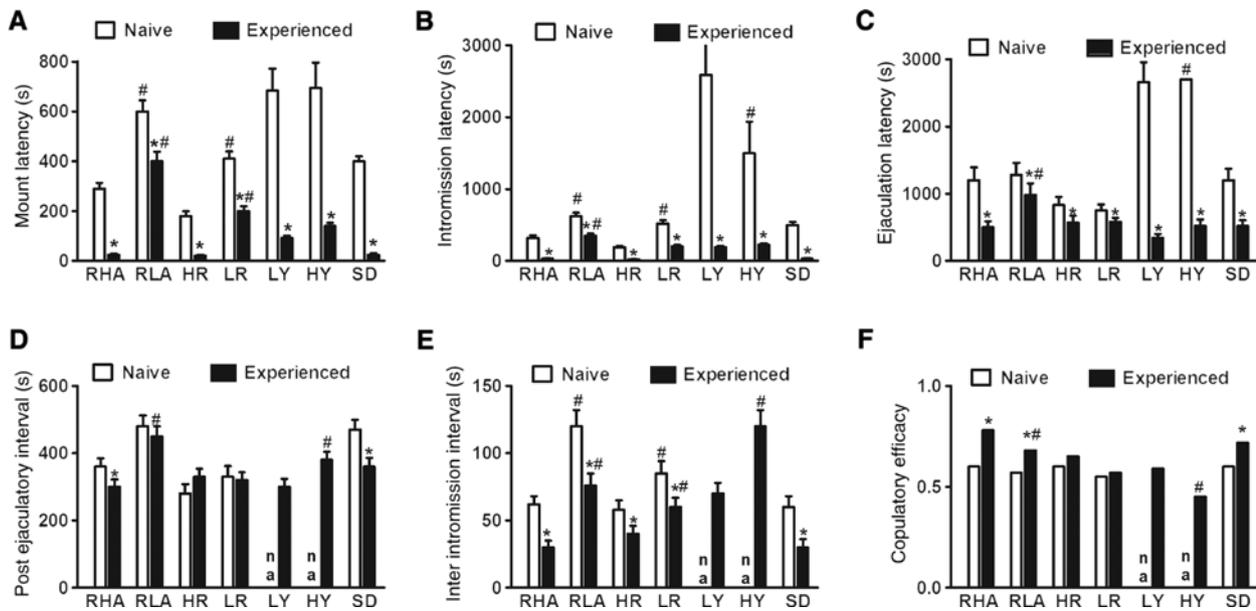 A
Naive
Experienced
Mount latency (s)
800
600
400
200
0
#
*#
#
*#
*
*
*
*
*
RHA RLA HR LR LY HY SD
B
Naive
Experienced
Intromission latency (s)
3000
2000
1000
0
#
#
#
*
*#
*
*
*
*
*
RHA RLA HR LR LY HY SD
C
Naive
Experienced
Ejaculation latency (s)
3000
2000
1000
0
#
*
*#
*
*
*
*
*
RHA RLA HR LR LY HY SD
D
Naive
Experienced
Post ejaculatory interval (s)
600
400
200
0
*
#
#
*
n
a
n
a
RHA RLA HR LR LY HY SD
E
Naive
Experienced
Inter intromission interval (s)
150
100
50
0
#
#
#
*
*#
*
*#
*
n
a
n
a
RHA RLA HR LR LY HY SD
F
Naive
Experienced
Copulatory efficacy
1.0
0.5
0.0
*
*#
#
*
n
a
n
a
RHA RLA HR LR LY HY SD